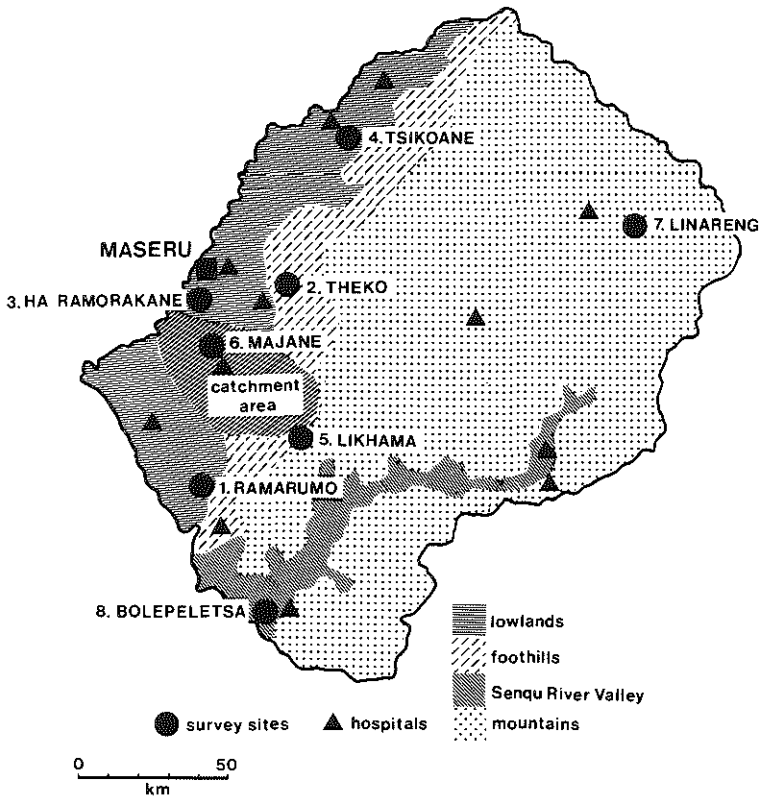 4. TSIKOANE
7. LINARENG
MASERU
2. THEKO
3. HA RAMORAKANE
6. MAJANE
catchment
area
5. LIKHAMA
1. RAMARUMO
8. BOLEPELETSA
lowlands
foothills
Senqu River Valley
mountains
survey sites
hospitals
0 50
km